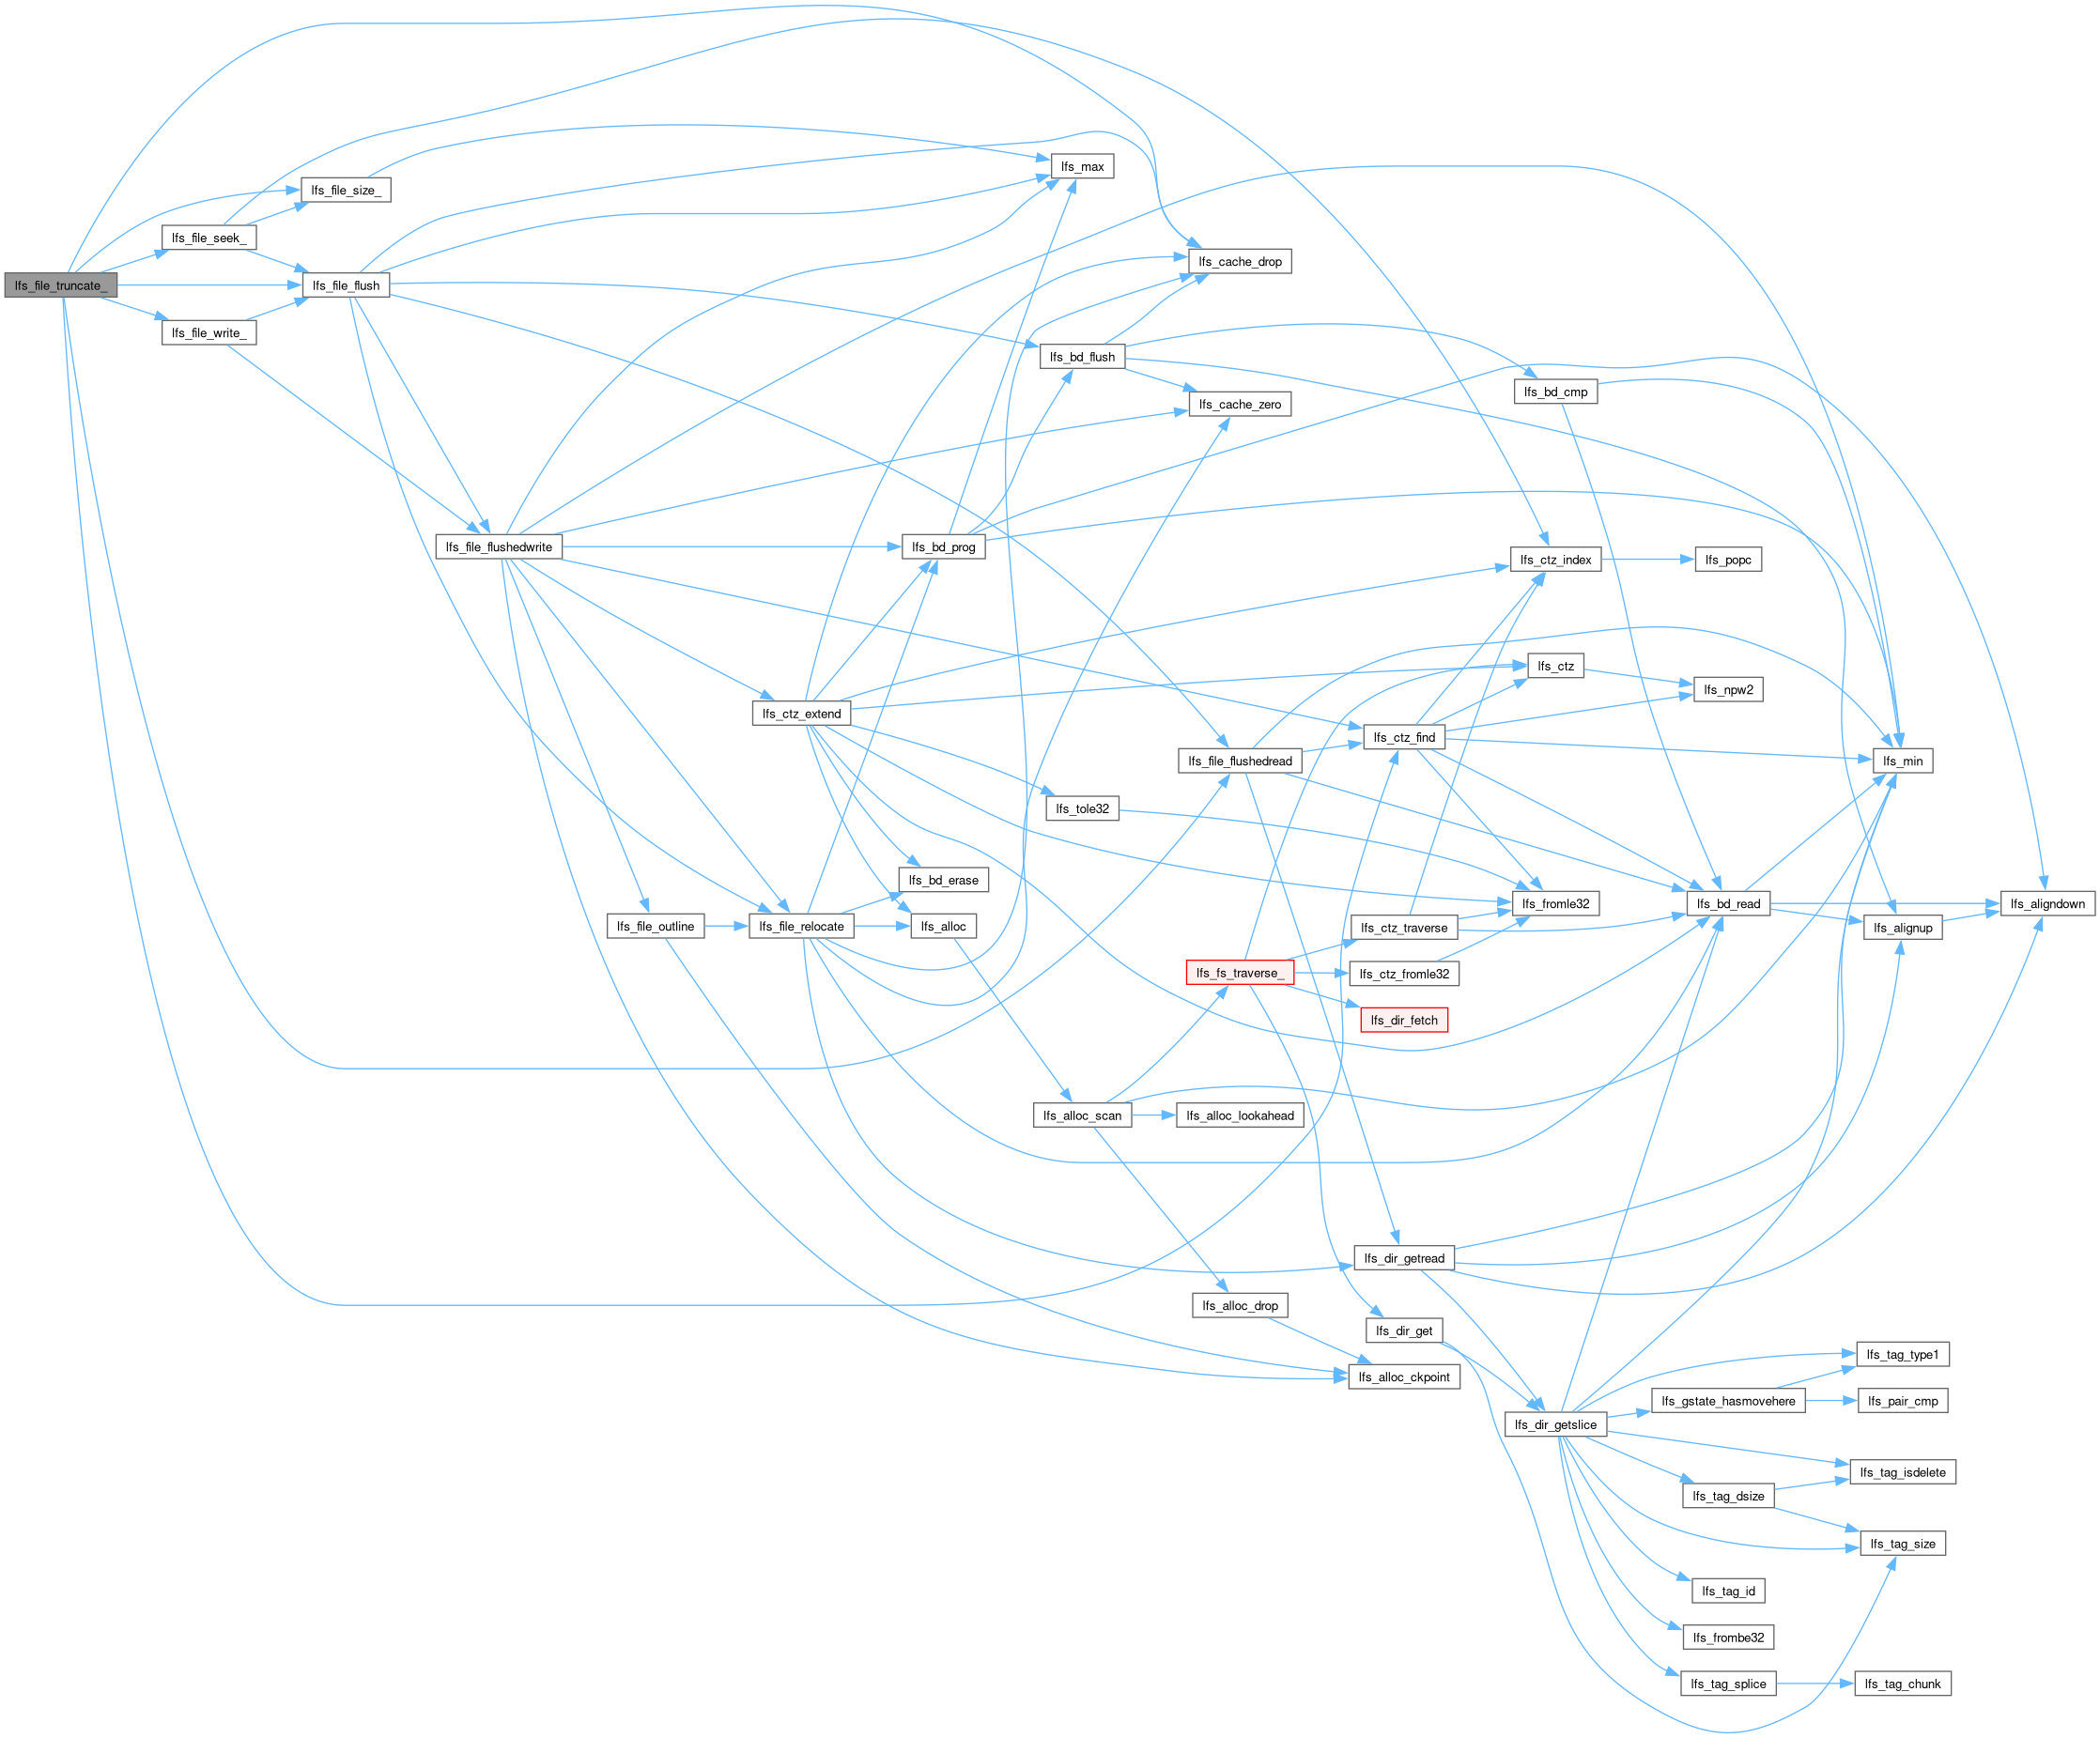 lfs_file_truncate_
lfs_file_size_
lfs_file_seek_
lfs_file_flush
lfs_file_write_
lfs_file_flushedwrite
lfs_file_outline
lfs_ctz_extend
lfs_file_relocate
lfs_bd_prog
lfs_bd_erase
lfs_alloc
lfs_max
lfs_bd_flush
lfs_tole32
lfs_alloc_scan
lfs_cache_drop
lfs_cache_zero
lfs_file_flushedread
lfs_fs_traverse_
lfs_alloc_lookahead
lfs_alloc_drop
lfs_ctz_find
lfs_ctz_traverse
lfs_ctz_fromle32
lfs_dir_fetch
lfs_dir_getread
lfs_dir_get
lfs_alloc_ckpoint
lfs_bd_cmp
lfs_ctz_index
lfs_ctz
lfs_fromle32
lfs_dir_getslice
lfs_popc
lfs_npw2
lfs_bd_read
lfs_gstate_hasmovehere
lfs_tag_dsize
lfs_tag_id
lfs_frombe32
lfs_tag_splice
lfs_min
lfs_alignup
lfs_tag_type1
lfs_pair_cmp
lfs_tag_isdelete
lfs_tag_size
lfs_tag_chunk
lfs_aligndown